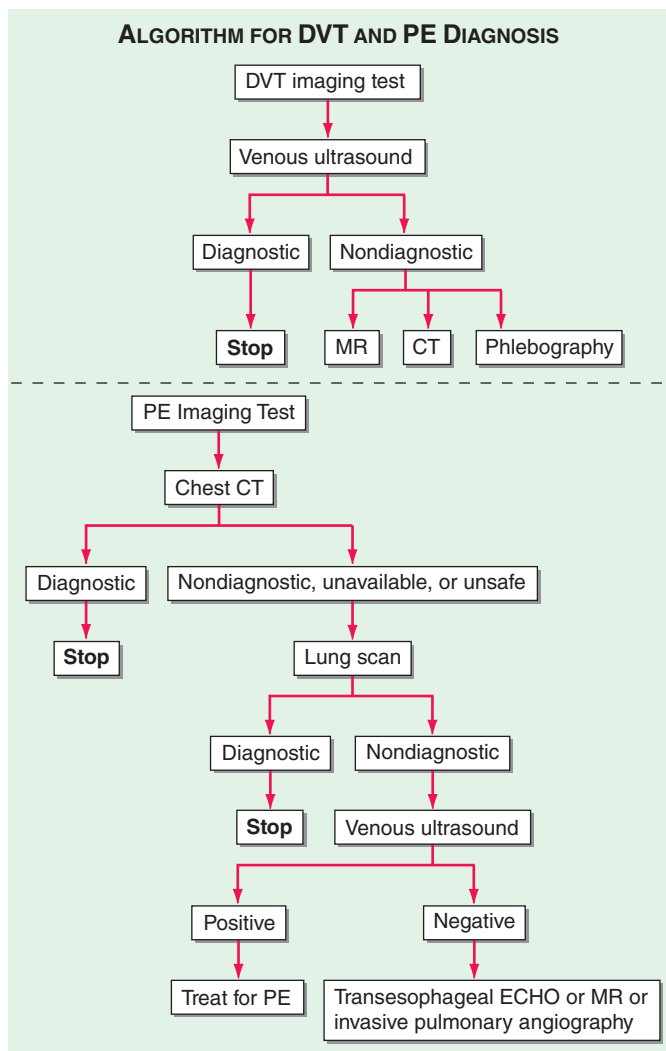 ALGORITHM FOR DVT AND PE DIAGNOSIS
DVT imaging test
Venous ultrasound
Diagnostic
Nondiagnostic
Stop
MR
CT
Phlebography
PE Imaging Test
Chest CT
Diagnostic
Nondiagnostic, unavailable, or unsafe
Stop
Lung scan
Diagnostic
Nondiagnostic
Stop
Venous ultrasound
Positive
Negative
Treat for PE
Transesophageal ECHO or MR or
invasive pulmonary angiography